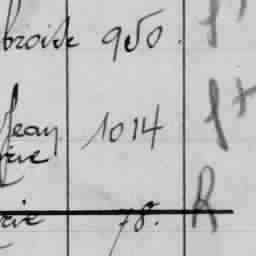 broise 950. f +
Jean 1014 f +
rie
rie 78. R